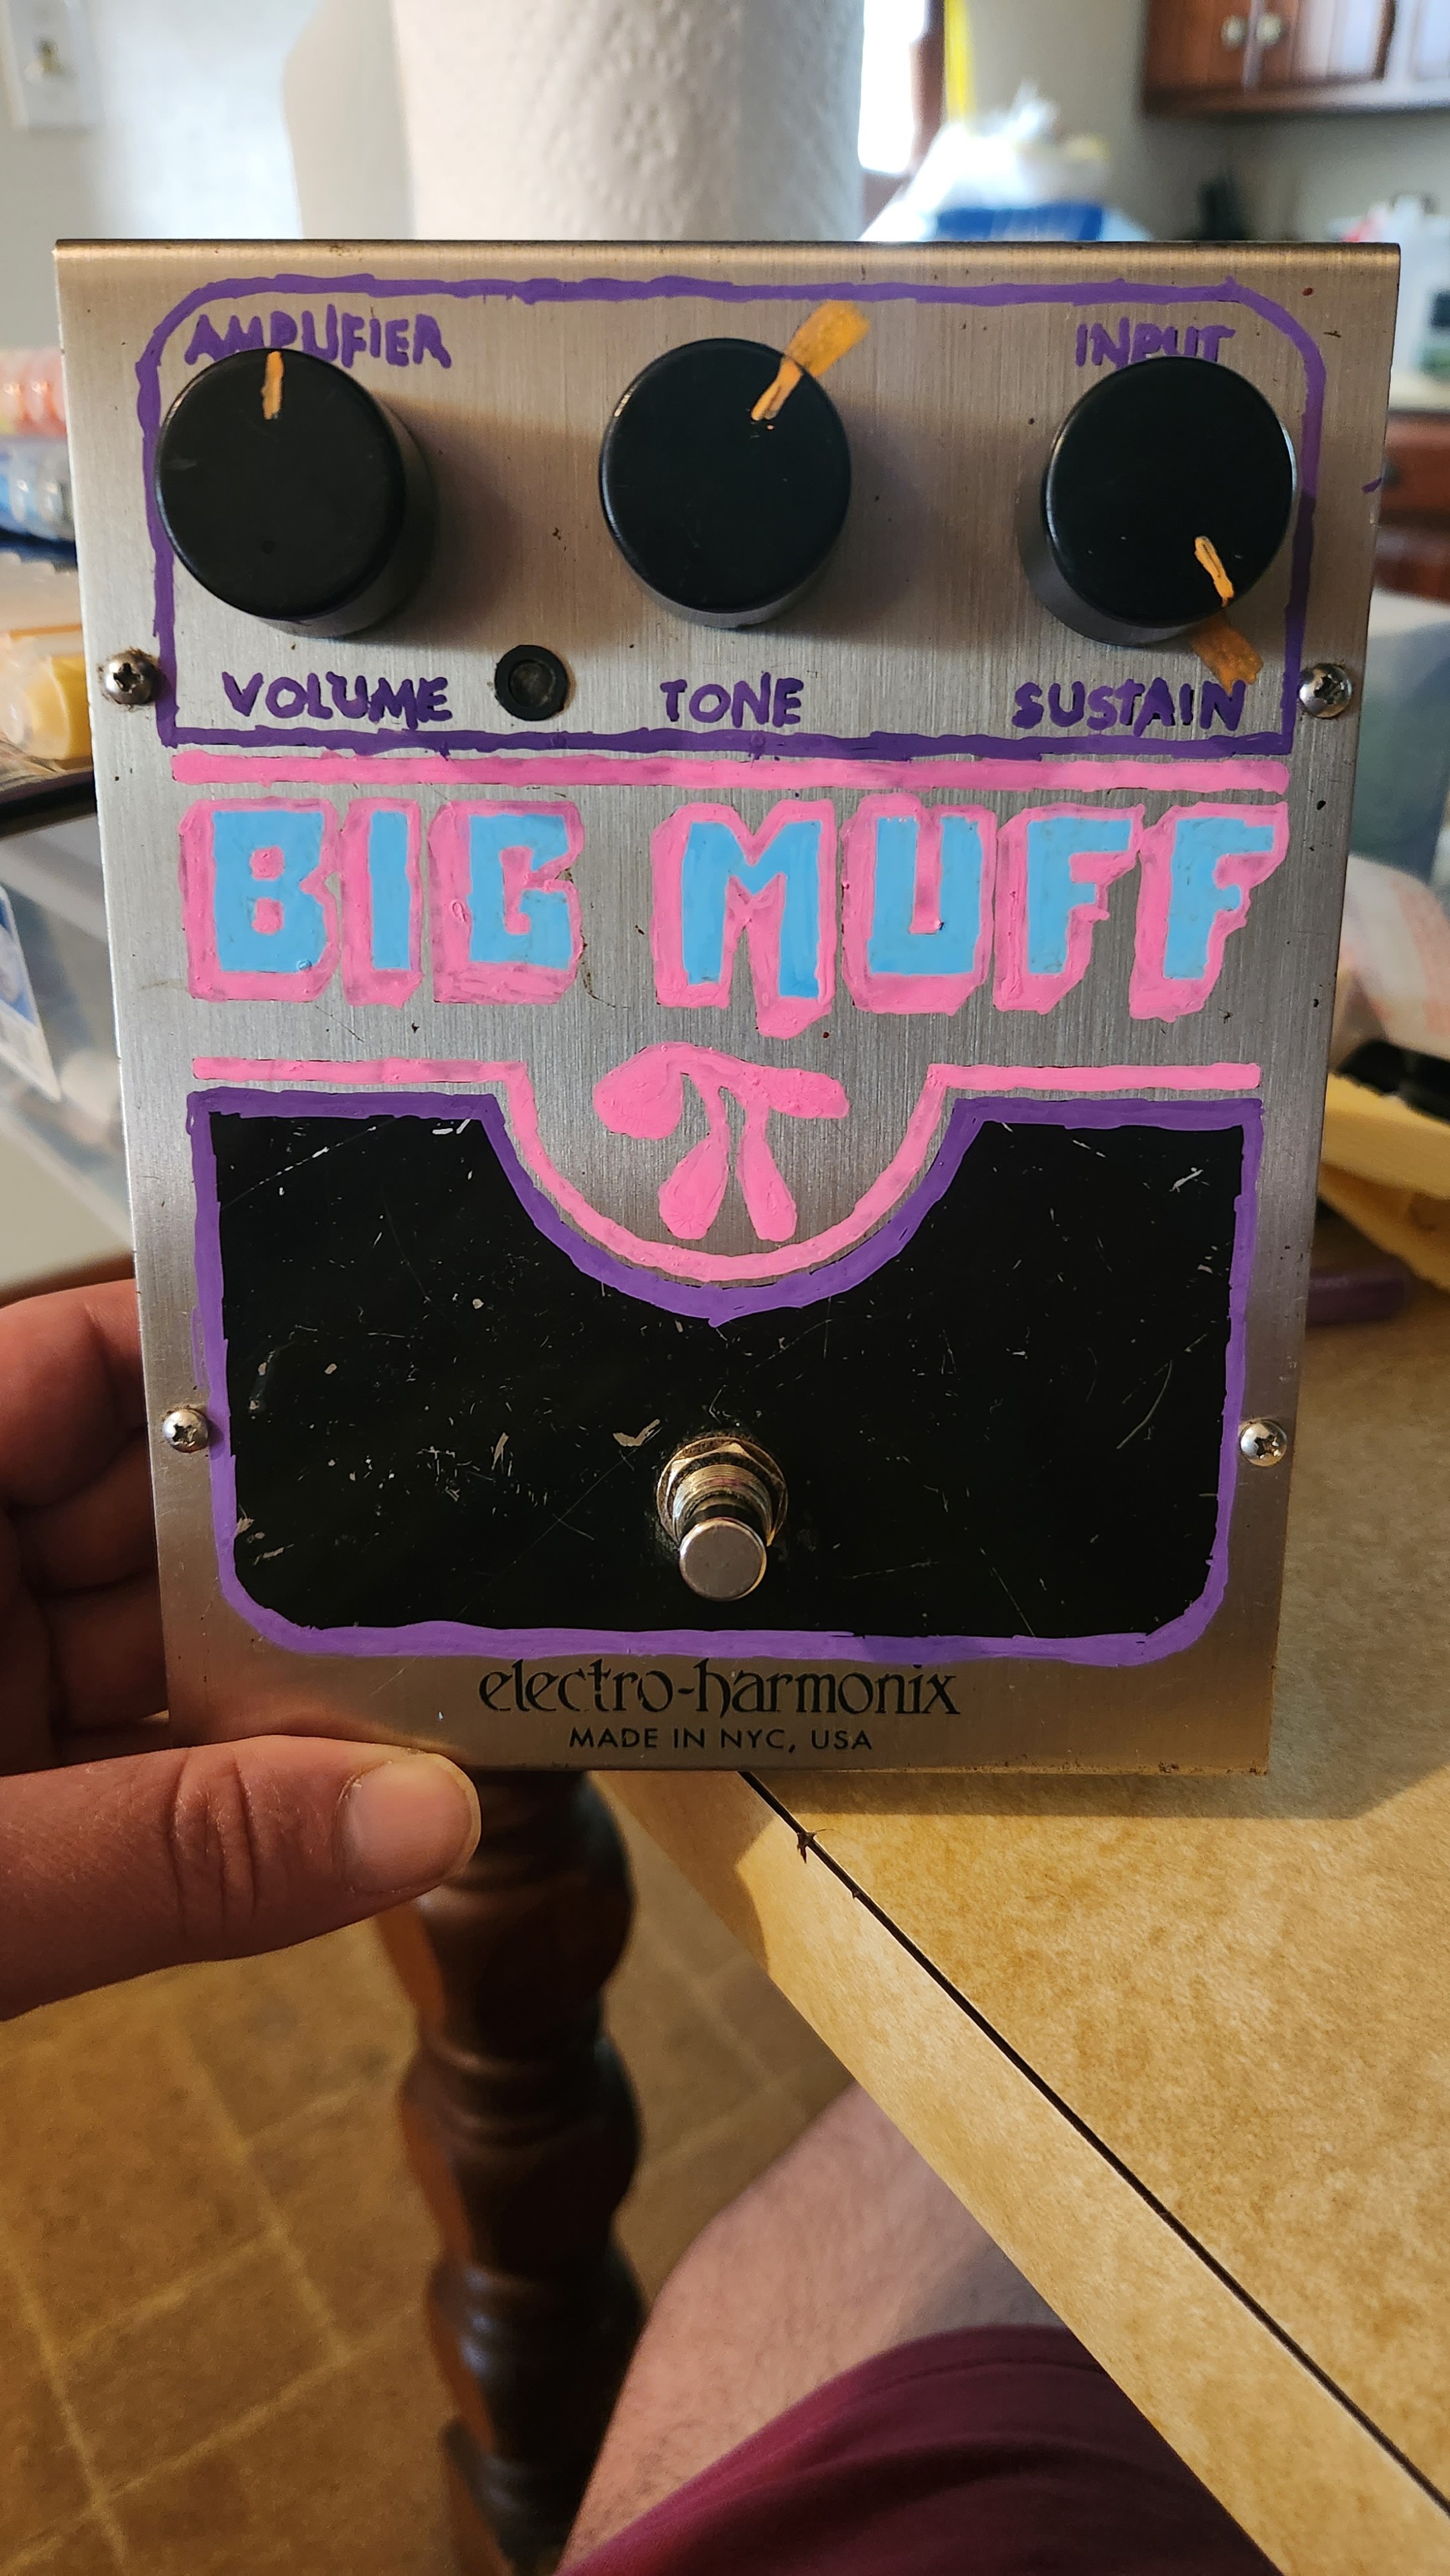 AMPLIFIER INPUT
VOLUME TONE SUSTAIN
BIG MUFF
π
electro-harmonix
MADE IN NYC, USA